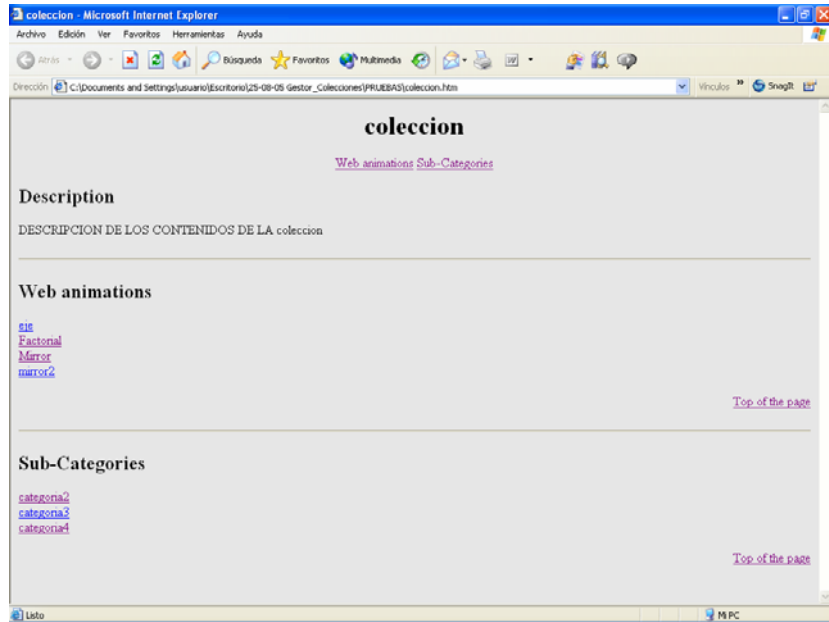 coleccion - Microsoft Internet Explorer
Archivo Edición Ver Favoritos Herramientas Ayuda
Atrás Búsqueda Favoritos Multimedia
Dirección C:\Documents and Settings\usuario\Escritorio\25-08-05 Gestor_Colecciones\PRUEBAS\coleccion.htm Vínculos » SnagIt
coleccion
Web animations Sub-Categories
Description
DESCRIPCION DE LOS CONTENIDOS DE LA coleccion
Web animations
Factorial
Mirror
mirror2
Top of the page
Sub-Categories
categoria2
categoria3
categoria4
Top of the page
Listo Mi PC